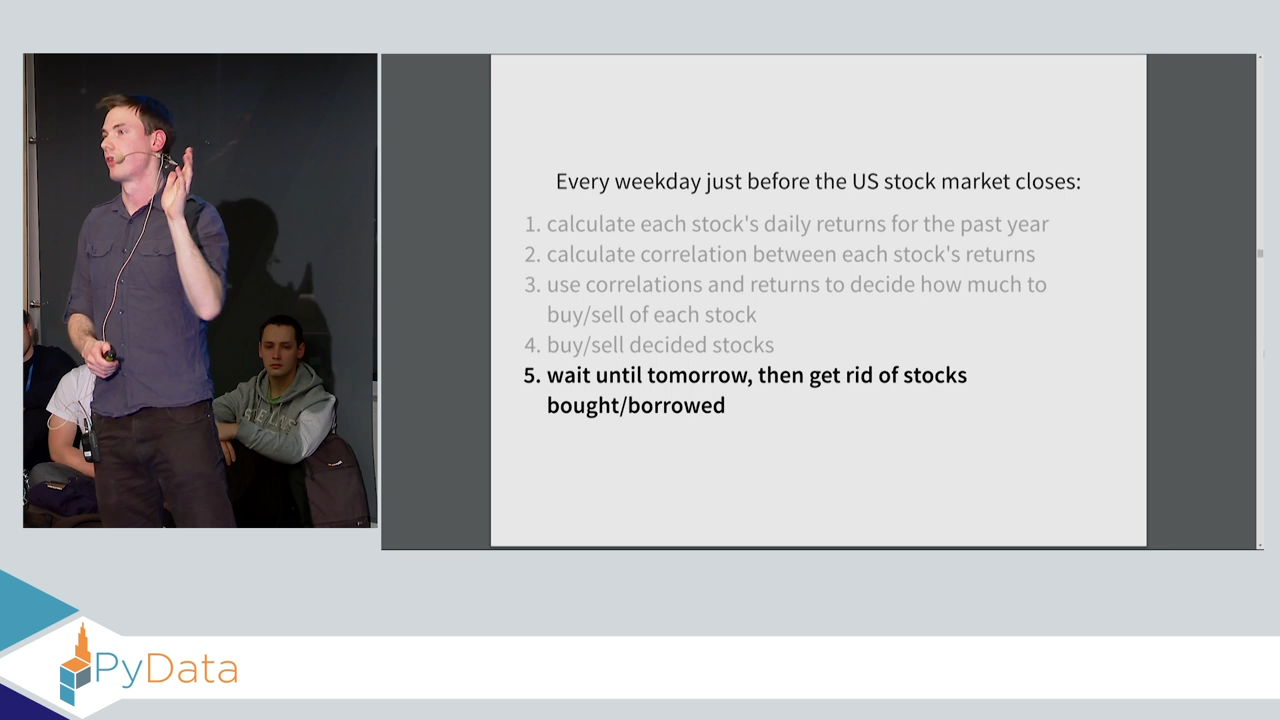 Every weekday just before the US stock market closes:
1. calculate each stock's daily returns for the past year
2. calculate correlation between each stock's returns
3. use correlations and returns to decide how much to
buy/sell of each stock
4. buy/sell decided stocks
5. wait until tomorrow, then get rid of stocks
bought/borrowed
PyData